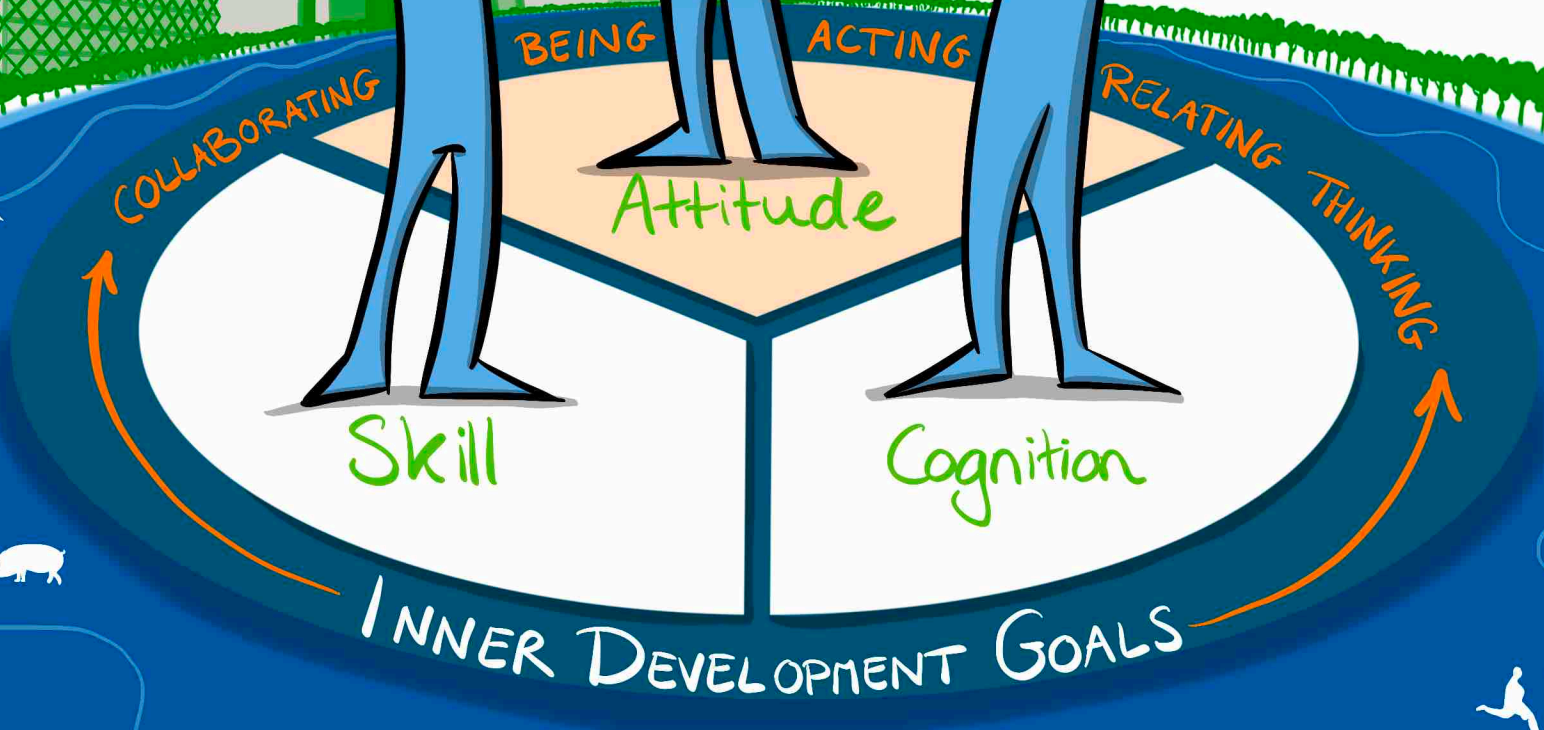 COLLABORATING
BEING
ACTING
RELATING
THINKING
Attitude
Skill
Cognition
INNER DEVELOPMENT GOALS